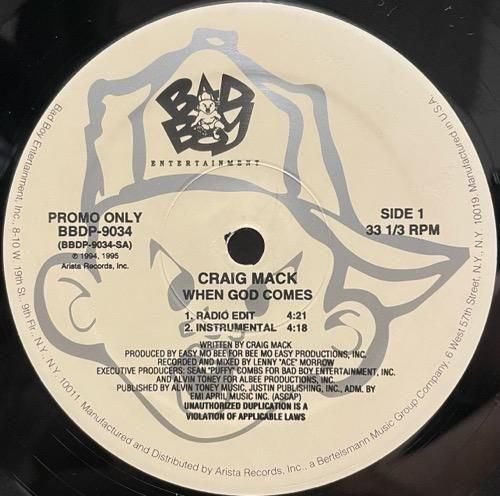 BAD BOY
ENTERTAINMENT
PROMO ONLY
BBDP-9034
(BBDP-9034-SA)
℗ 1994, 1995
Arista Records, Inc.
SIDE 1
33 1/3 RPM
CRAIG MACK
WHEN GOD COMES
1. RADIO EDIT 4:21
2. INSTRUMENTAL 4:18
WRITTEN BY CRAIG MACK
PRODUCED BY EASY MO BEE FOR BEE MO EASY PRODUCTIONS, INC.
RECORDED AND MIXED BY LENNY "ACE" MORROW
EXECUTIVE PRODUCERS: SEAN "PUFFY" COMBS FOR BAD BOY ENTERTAINMENT, INC.
AND ALVIN TONEY FOR ALBEE PRODUCTIONS, INC.
PUBLISHED BY ALVIN TONEY MUSIC, JUSTIN PUBLISHING, INC., ADM. BY
EMI APRIL MUSIC INC. (ASCAP)
UNAUTHORIZED DUPLICATION IS A
VIOLATION OF APPLICABLE LAWS
Bad Boy Entertainment, Inc., 8-10 W. 19th St., 9th Flr., N.Y., N.Y. 10011. Manufactured and Distributed by Arista Records, Inc., a Bertelsmann Music Group Company, 6 West 57th Street, N.Y., N.Y. 10019. Manufactured in U.S.A.